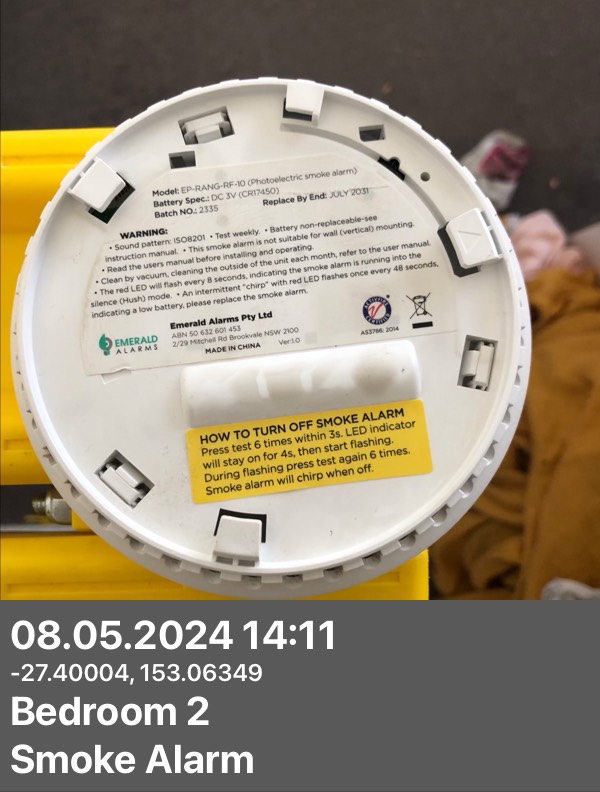 Model: EP-RANG-RF-10 (Photoelectric smoke alarm)
Battery Spec.: DC 3V (CR17450)
Batch NO.: 2335
Replace By End: JULY 2031
WARNING:
• Sound pattern: ISO8201 • Test weekly. • Battery non-replaceable-see
instruction manual. • This smoke alarm is not suitable for wall (vertical) mounting.
• Read the users manual before installing and operating.
• Clean by vacuum, cleaning the outside of the unit each month, refer to the user manual.
• The red LED will flash every 8 seconds, indicating the smoke alarm is running into the
silence (Hush) mode. • An intermittent "chirp" with red LED flashes once every 48 seconds,
indicating a low battery, please replace the smoke alarm.
EMERALD
ALARMS
Emerald Alarms Pty Ltd
ABN 50 632 601 453
2/29 Mitchell Rd Brookvale NSW 2100
MADE IN CHINA Ver:1.0
AS3786: 2014
HOW TO TURN OFF SMOKE ALARM
Press test 6 times within 3s. LED indicator
will stay on for 4s, then start flashing.
During flashing press test again 6 times.
Smoke alarm will chirp when off.
08.05.2024 14:11
-27.40004, 153.06349
Bedroom 2
Smoke Alarm